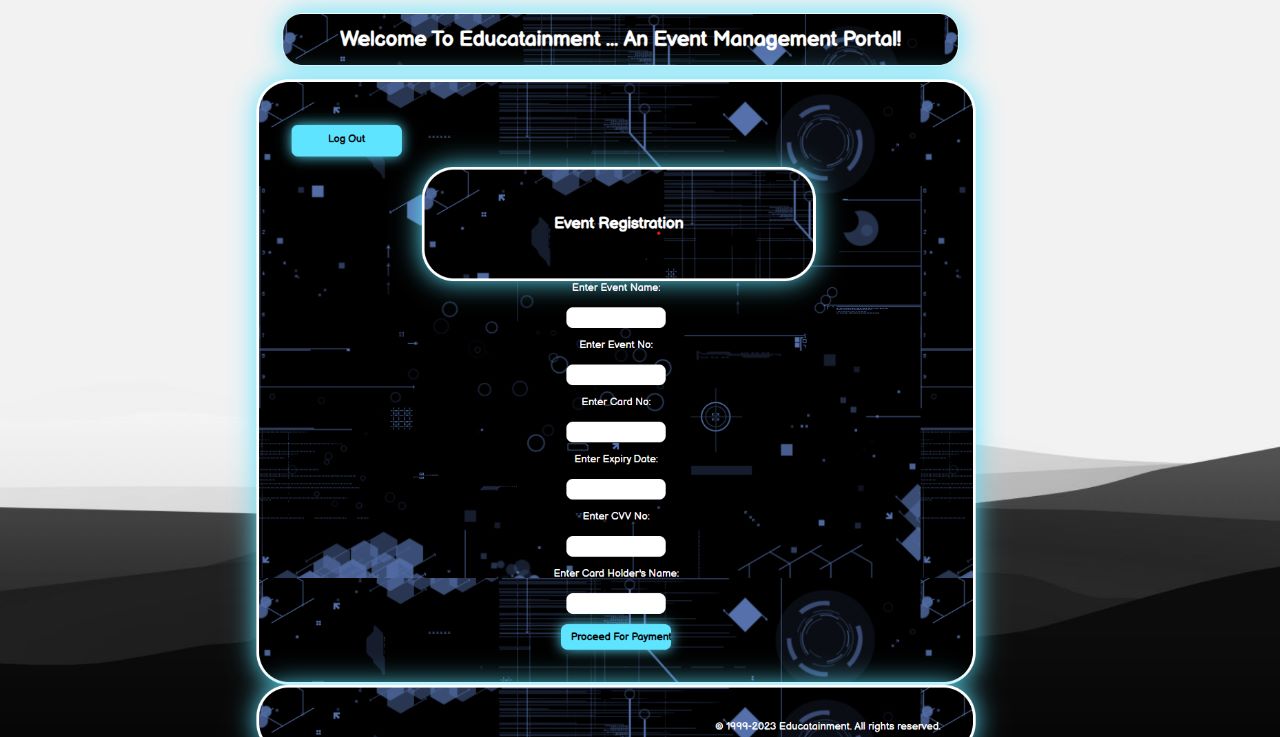 Welcome To Educatainment ... An Event Management Portal!
Log Out
Event Registration
Enter Event Name:
Enter Event No:
Enter Card No:
Enter Expiry Date:
Enter CVV No:
Enter Card Holder's Name:
Proceed For Payment
© 1999-2023 Educatainment. All rights reserved.